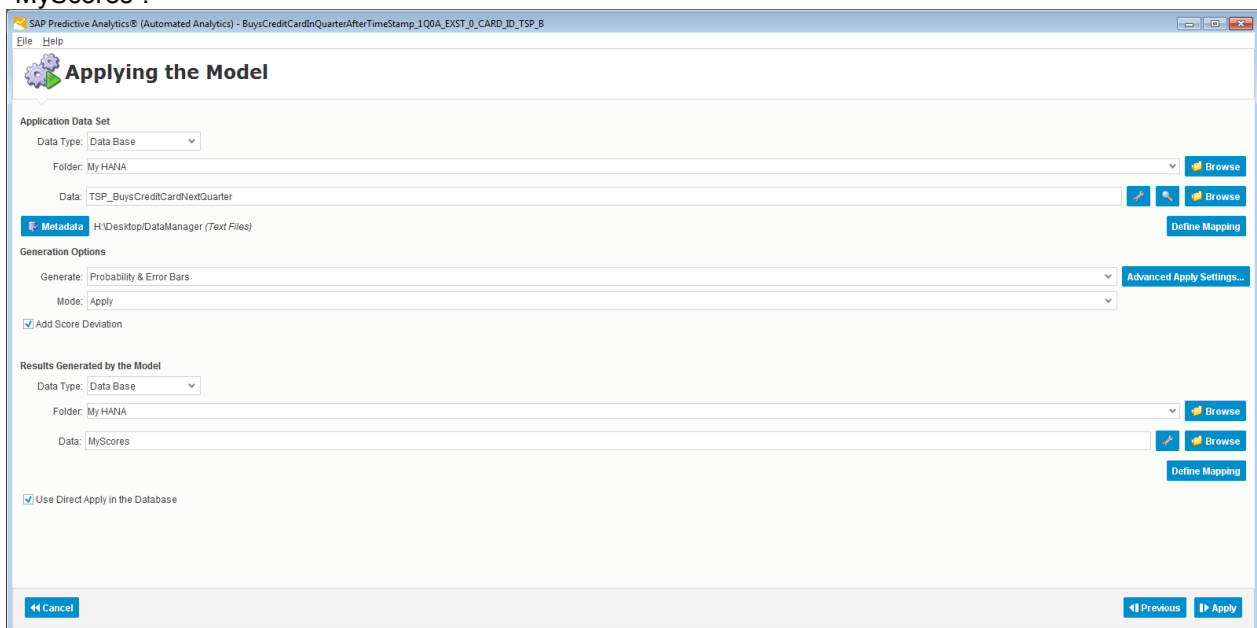 "MyScores".
SAP Predictive Analytics® (Automated Analytics) - BuysCreditCardInQuarterAfterTimeStamp_1Q0A_EXST_0_CARD_ID_TSP_B
File Help
Applying the Model
Application Data Set
Data Type: Data Base
Folder: My HANA Browse
Data: TSP_BuysCreditCardNextQuarter Browse
Metadata H:\Desktop/DataManager (Text Files) Define Mapping
Generation Options
Generate: Probability & Error Bars Advanced Apply Settings...
Mode: Apply
Add Score Deviation
Results Generated by the Model
Data Type: Data Base
Folder: My HANA Browse
Data: MyScores Browse
Define Mapping
Use Direct Apply in the Database
Cancel Previous Apply